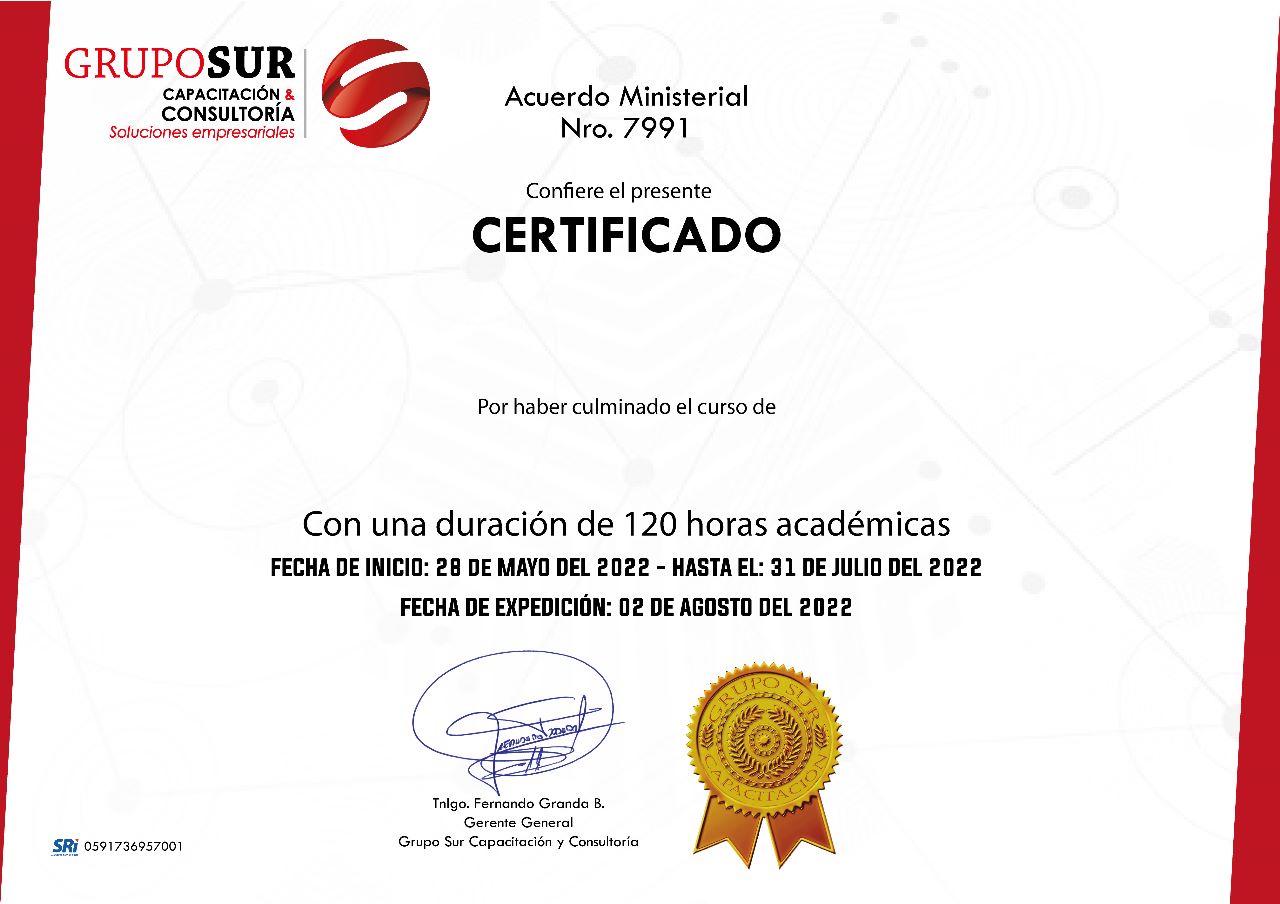 GRUPOSUR
CAPACITACIÓN &
CONSULTORÍA
Soluciones empresariales
Acuerdo Ministerial
Nro. 7991
Confiere el presente
CERTIFICADO
Por haber culminado el curso de
Con una duración de 120 horas académicas
FECHA DE INICIO: 28 DE MAYO DEL 2022 - HASTA EL: 31 DE JULIO DEL 2022
FECHA DE EXPEDICIÓN: 02 DE AGOSTO DEL 2022
GRUPO SUR
CAPACITACION
Tnlgo. Fernando Granda B.
Gerente General
Grupo Sur Capacitación y Consultoría
SRi 0591736957001